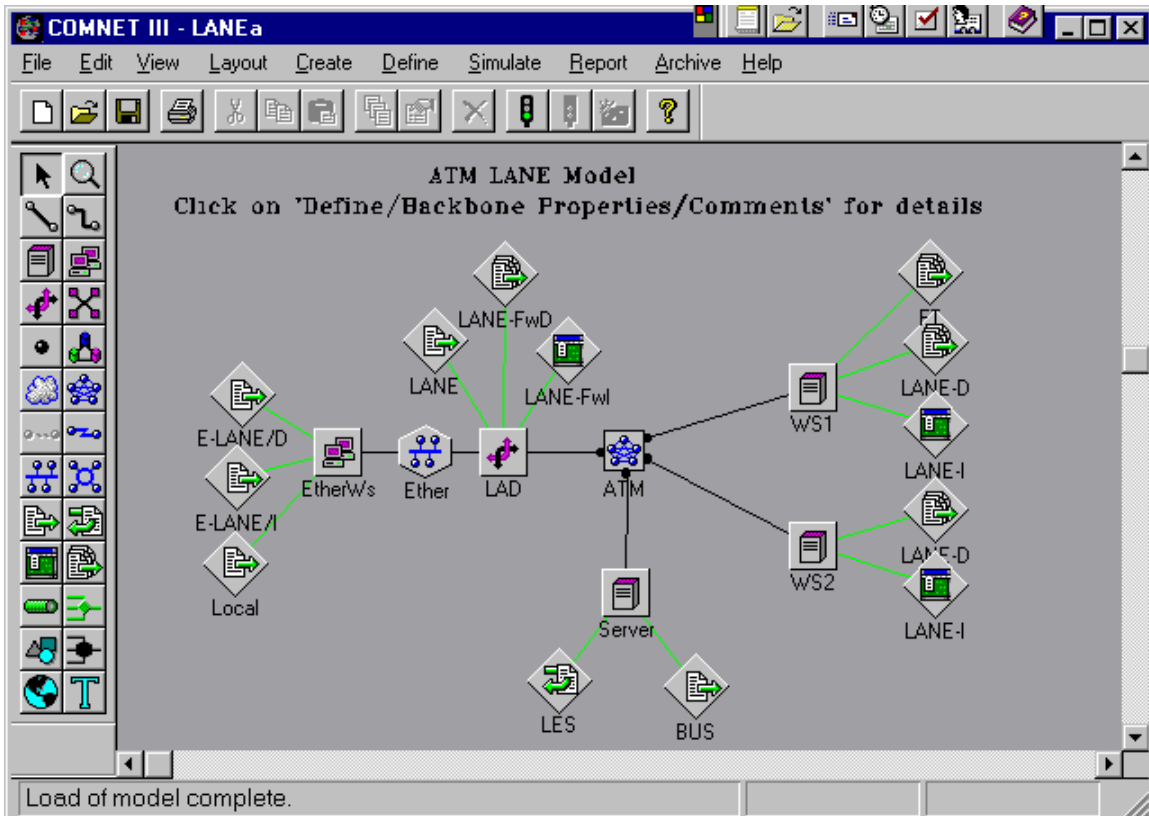 COMNET III - LANEa
File Edit View Layout Create Define Simulate Report Archive Help
ATM LANE Model
Click on 'Define/Backbone Properties/Comments' for details
LANE-FwD
FT
LANE
LANE-FwI
LANE-D
WS1
E-LANE/D
LANE-I
EtherWs
Ether
LAD
ATM
E-LANE/I
LANE-D
WS2
Local
Server
LANE-I
LES
BUS
Load of model complete.